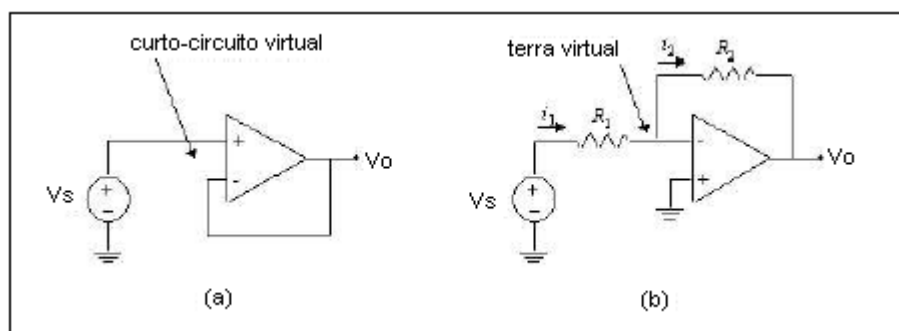 curto-circuito virtual
+
-
Vs
+
−
Vo
(a)
terra virtual
i₂
R₂
i₁
R₁
-
+
Vs
+
−
Vo
(b)